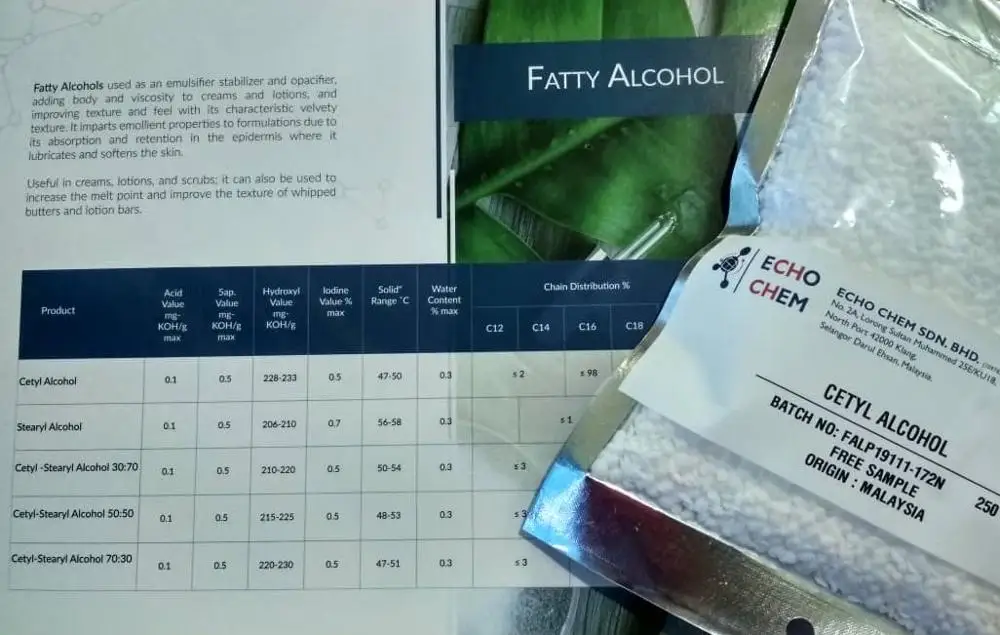 Fatty Alcohols used as an emulsifier stabilizer and opacifier,
adding body and viscosity to creams and lotions, and
improving texture and feel with its characteristic velvety
texture. It imparts emollient properties to formulations due to
its absorption and retention in the epidermis where it
lubricates and softens the skin.
Useful in creams, lotions, and scrubs; it can also be used to
increase the melt point and improve the texture of whipped
butters and lotion bars.
FATTY ALCOHOL
Product Acid Value mg-KOH/g max Sap. Value mg-KOH/g max Hydroxyl Value mg-KOH/g Iodine Value % max Solid" Range °C Water Content % max Chain Distribution %
C12 C14 C16 C18
Cetyl Alcohol 0.1 0.5 228-233 0.5 47-50 0.3 ≤ 2 ≤ 98
Stearyl Alcohol 0.1 0.5 206-210 0.7 56-58 0.3 ≤ 1
Cetyl -Stearyl Alcohol 30:70 0.1 0.5 210-220 0.5 50-54 0.3 ≤ 3
Cetyl-Stearyl Alcohol 50:50 0.1 0.5 215-225 0.5 48-53 0.3 ≤ 3
Cetyl-Stearyl Alcohol 70:30 0.1 0.5 220-230 0.5 47-51 0.3 ≤ 3
ECHO
CHEM
ECHO CHEM SDN. BHD.
No. 2A, Lorong Sultan Muhammed 25E/KU18,
North Port 42000 Klang,
Selangor Darul Ehsan, Malaysia.
CETYL ALCOHOL
BATCH NO: FALP19111-172N
FREE SAMPLE 250
ORIGIN : MALAYSIA